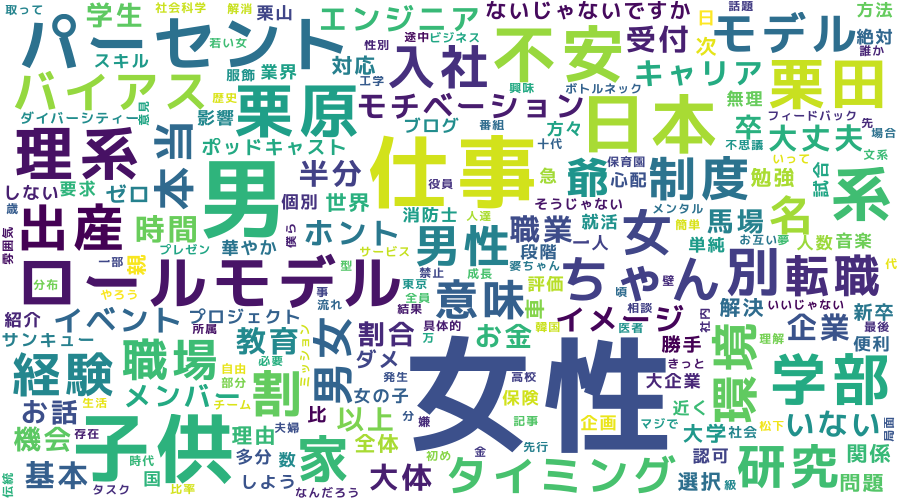 取って
学生
社会科学
解消
栗山
エンジニア
ないじゃないですか
日
話題
方法
パーセント
若い女
性別
途中
ビジネス
受付
次
モデル
絶対
誰か
スキル
服飾
業界
対応
工学
入社
不安
キャリア
栗田
バイアス
歴史
栗原
モチベーション
興味
ボトルネック
日本
無理
フィードバック
先
ダイバーシティー
意見
影響
ブログ
番組
方々
卒
大丈夫
場合
理系
本当
ポッドキャスト
半分
仕事
十代
不思議
いって
文系
しない
要求
ゼロ
男
個別
世界
役員
急
爺
保育園
心配
制度
勉強
試合
系
歳
出産
時間
消防士
人達
そうじゃない
就活
メンタル
簡単
名
雰囲気
プレゼン
華やか
僕ら
ホント
男性
職業
一人
女
馬場
お互い
夢
人数
音楽
一部
親
サービス
段階
単純
ロールモデル
型
禁止
成長
婆ちゃん
ちゃん
別
転職
代
分布
やろう
事
東京
意味
評価
頃
壁
紹介
イベント
プロジェクト
流れ
全員
結果
具体的
車
韓国
イメージ
相談
社内
解決
いいじゃない
新卒
サンキュー
所属
教育
男女
割合
万
お金
医者
勝手
環境
企業
最後
便利
経験
職場
必要
ミッション
ダメ
発生
女性
きっと
理解
メンバー
自由
部分
割
女の子
高校
保険
大企業
学部
お話
生活
チーム
比
以上
分
嫌
記事
企画
マジで
近く
松下
いない
機会
存在
子供
理由
夫婦
家
全体
初め
金
先行
タイミング
大学
社会
認可
研究
局面
関係
伝統
基本
時代
国
多分
数
大体
選択
級
問題
タスク
比率
しよう
なんだろう